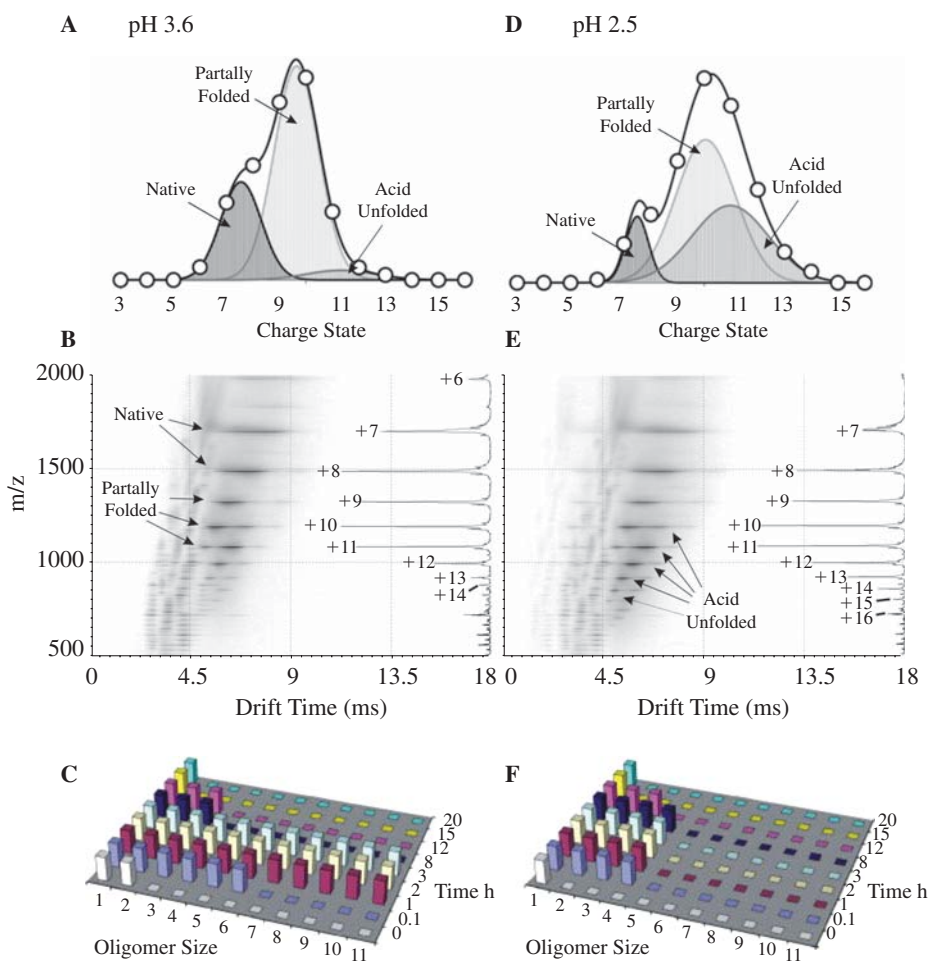 A pH 3.6
Partially
Folded
Native
Acid
Unfolded
3 5 7 9 11 13 15
Charge State
D pH 2.5
Partially
Folded
Native
Acid
Unfolded
3 5 7 9 11 13 15
Charge State
B
2000
1500
1000
500
m/z
Native
Partially
Folded
+6
+7
+8
+9
+10
+11
+12
+13
+14
0 4.5 9 13.5 18
Drift Time (ms)
E
+7
+8
+9
+10
+11
+12
+13
+14
+15
+16
Acid
Unfolded
0 4.5 9 13.5 18
Drift Time (ms)
C
20
15
12
8
3
2
1
0.1
0
Time h
1 2 3 4 5 6 7 8 9 10 11
Oligomer Size
F
20
15
12
8
3
2
1
0.1
0
Time h
1 2 3 4 5 6 7 8 9 10 11
Oligomer Size